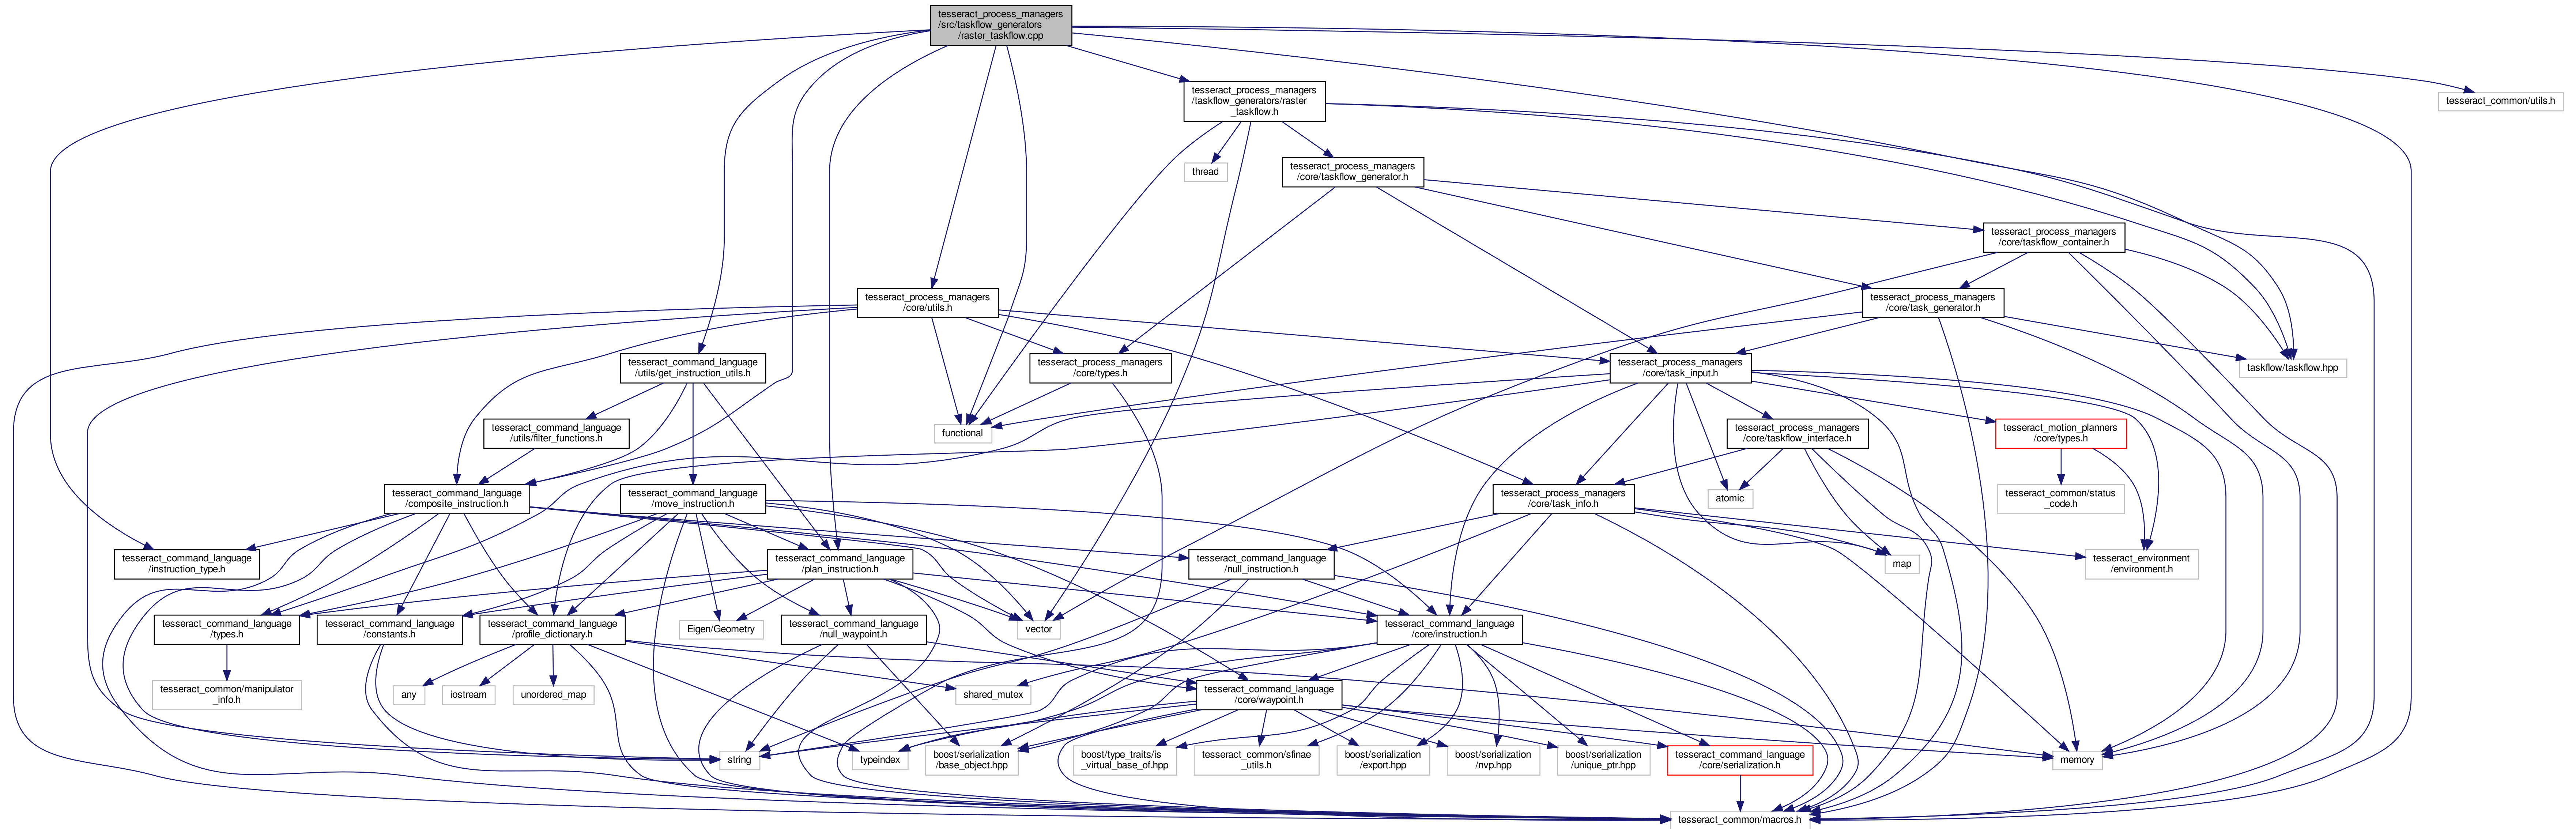 tesseract_process_managers
/src/taskflow_generators
/raster_taskflow.cpp
tesseract_process_managers
/taskflow_generators/raster
_taskflow.h
tesseract_common/utils.h
thread
tesseract_process_managers
/core/taskflow_generator.h
tesseract_process_managers
/core/taskflow_container.h
tesseract_process_managers
/core/utils.h
tesseract_process_managers
/core/task_generator.h
tesseract_command_language
/utils/get_instruction_utils.h
tesseract_process_managers
/core/types.h
tesseract_process_managers
/core/task_input.h
taskflow/taskflow.hpp
tesseract_command_language
/utils/filter_functions.h
functional
tesseract_process_managers
/core/taskflow_interface.h
tesseract_motion_planners
/core/types.h
tesseract_command_language
/composite_instruction.h
tesseract_command_language
/move_instruction.h
tesseract_process_managers
/core/task_info.h
atomic
tesseract_common/status
_code.h
tesseract_command_language
/instruction_type.h
tesseract_command_language
/plan_instruction.h
tesseract_command_language
/null_instruction.h
map
tesseract_environment
/environment.h
tesseract_command_language
/types.h
tesseract_command_language
/constants.h
tesseract_command_language
/profile_dictionary.h
Eigen/Geometry
tesseract_command_language
/null_waypoint.h
vector
tesseract_command_language
/core/instruction.h
tesseract_common/manipulator
_info.h
any
iostream
unordered_map
shared_mutex
tesseract_command_language
/core/waypoint.h
string
typeindex
boost/serialization
/base_object.hpp
boost/type_traits/is
_virtual_base_of.hpp
tesseract_common/sfinae
_utils.h
boost/serialization
/export.hpp
boost/serialization
/nvp.hpp
boost/serialization
/unique_ptr.hpp
tesseract_command_language
/core/serialization.h
memory
tesseract_common/macros.h